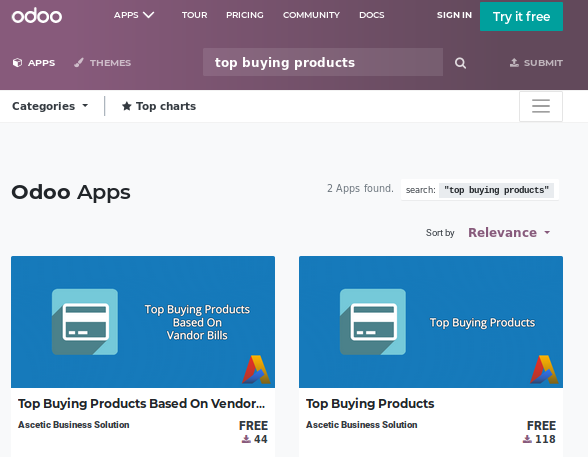 odoo
APPS TOUR PRICING COMMUNITY DOCS SIGN IN Try it free
APPS THEMES top buying products SUBMIT
Categories Top charts
Odoo Apps 2 Apps found. search: "top buying products"
Sort by Relevance
Top Buying Products
Based On
Vandor Bills
Top Buying Products
Top Buying Products Based On Vendor...
Ascetic Business Solution FREE
44
Top Buying Products
Ascetic Business Solution FREE
118